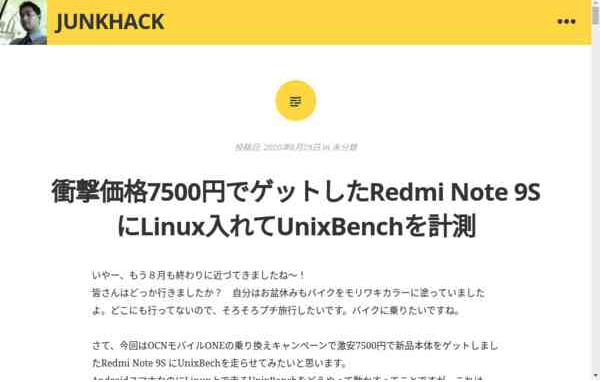 JUNKHACK
投稿日: 2020年8月29日 in 未分類
衝撃価格7500円でゲットしたRedmi Note 9S
にLinux入れてUnixBenchを計測
いやー、もう８月も終わりに近づてきましたね〜！
皆さんはどっか行きましたか？　自分はお盆休みもバイクをモリワキカラーに塗っていました
よ。どこにも行ってないので、そろそろプチ旅行したいです。バイクに乗りたいですね。
さて、今回はOCNモバイルONEの乗り換えキャンペーンで激安7500円で新品本体をゲットしまし
たRedmi Note 9S にUnixBechを走らせてみたいと思います。